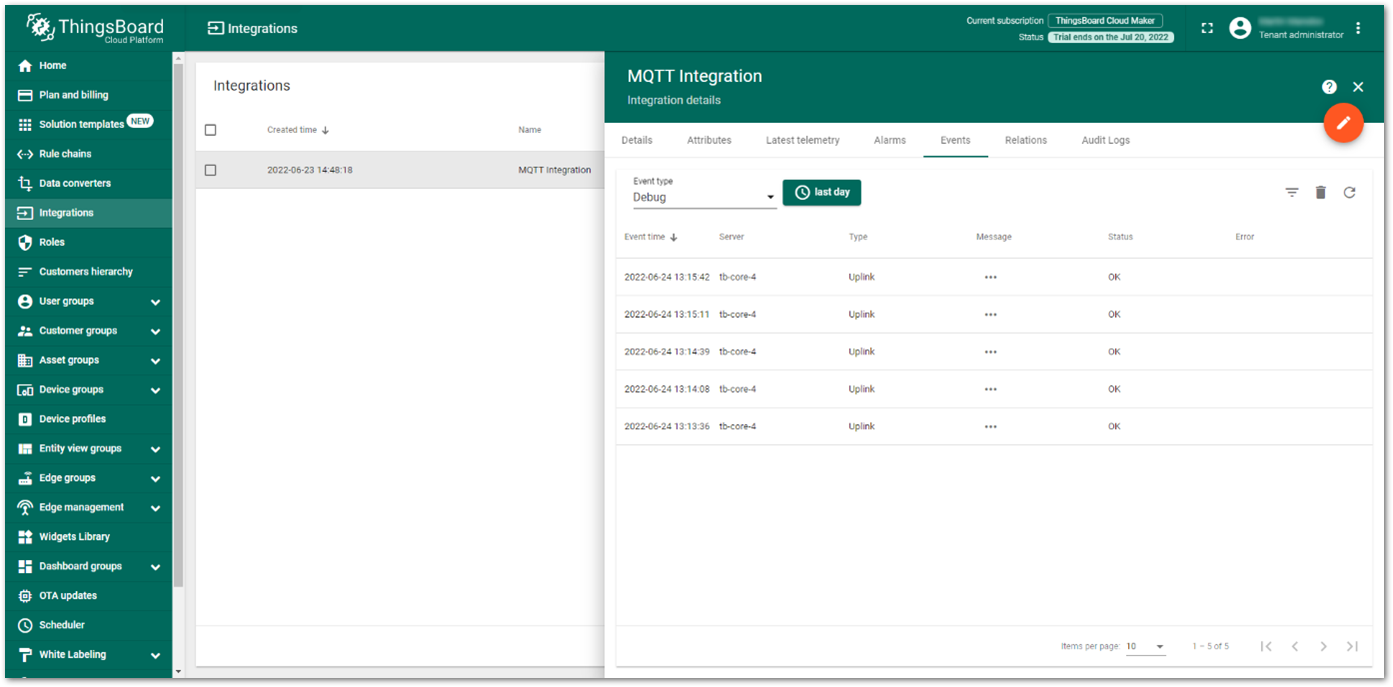 ThingsBoard
Cloud Platform
Integrations
Current subscription ThingsBoard Cloud Maker
Status Trial ends on the Jul 20, 2022
Tenant administrator
Home
Plan and billing
Solution templates NEW
Rule chains
Data converters
Integrations
Roles
Customers hierarchy
User groups
Customer groups
Asset groups
Device groups
Device profiles
Entity view groups
Edge groups
Edge management
Widgets Library
Dashboard groups
OTA updates
Scheduler
White Labeling
Integrations
Created time Name
2022-06-23 14:48:18 MQTT Integration
MQTT Integration
Integration details
Details Attributes Latest telemetry Alarms Events Relations Audit Logs
Event type
Debug
last day
Event time Server Type Message Status Error
2022-06-24 13:15:42 tb-core-4 Uplink ••• OK
2022-06-24 13:15:11 tb-core-4 Uplink ••• OK
2022-06-24 13:14:39 tb-core-4 Uplink ••• OK
2022-06-24 13:14:08 tb-core-4 Uplink ••• OK
2022-06-24 13:13:36 tb-core-4 Uplink ••• OK
Items per page: 10 1 – 5 of 5